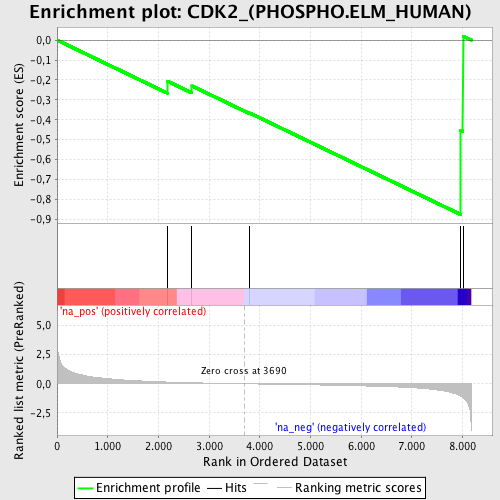 Enrichment plot: CDK2_(PHOSPHO.ELM_HUMAN)
Enrichment score (ES)
0,0
-0,1
-0,2
-0,3
-0,4
-0,5
-0,6
-0,7
-0,8
-0,9
'na_pos' (positively correlated)
Ranked list metric (PreRanked)
5,0
2,5
0,0
-2,5
Zero cross at 3690
'na_neg' (negatively correlated)
0 1.000 2.000 3.000 4.000 5.000 6.000 7.000 8.000
Rank in Ordered Dataset
Enrichment profile Hits Ranking metric scores